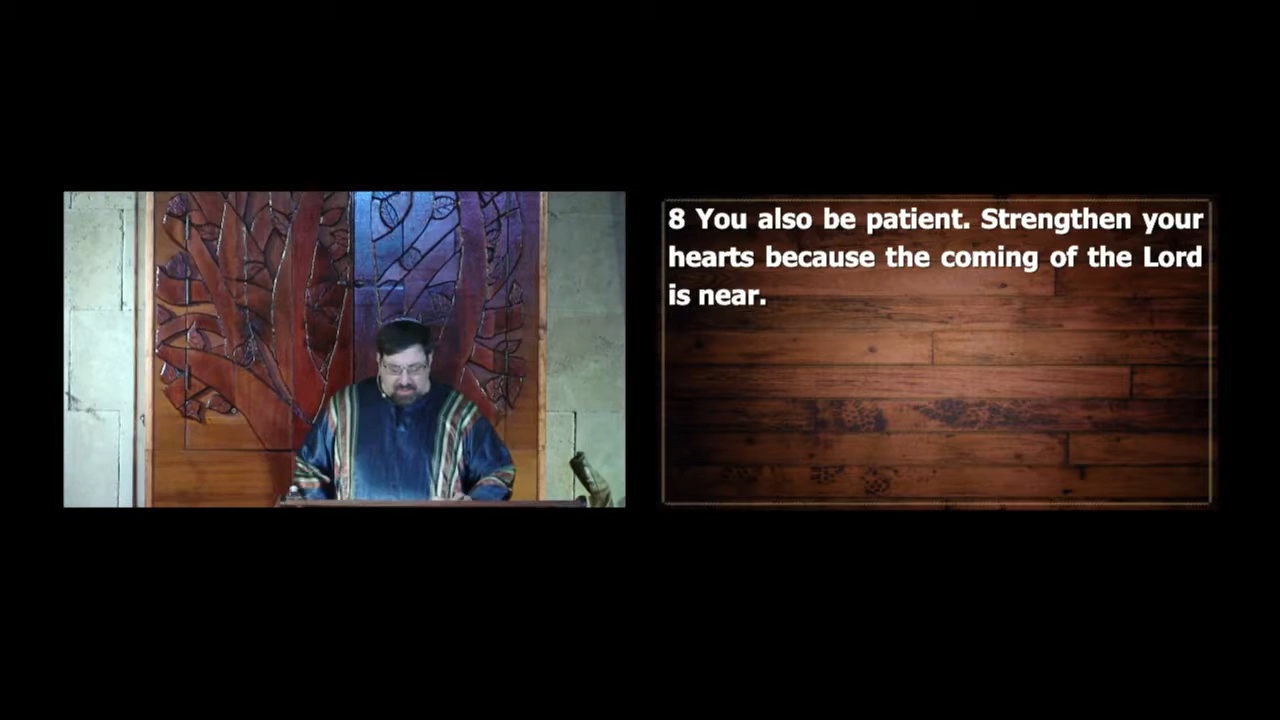 8 You also be patient. Strengthen your
hearts because the coming of the Lord
is near.